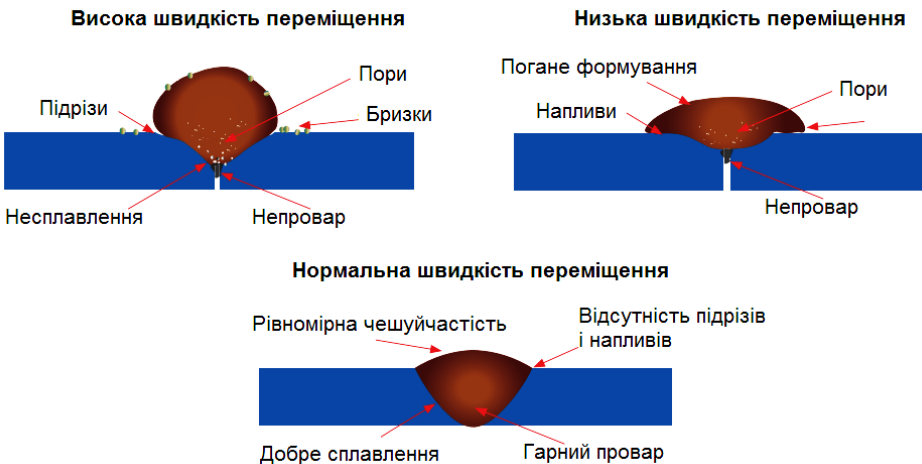 Висока швидкість переміщення
Пори
Підрізи
Бризки
Несплавлення
Непровар
Низька швидкість переміщення
Погане формування
Пори
Напливи
Непровар
Нормальна швидкість переміщення
Рівномірна чешуйчастість
Відсутність підрізів
і напливів
Добре сплавлення
Гарний провар